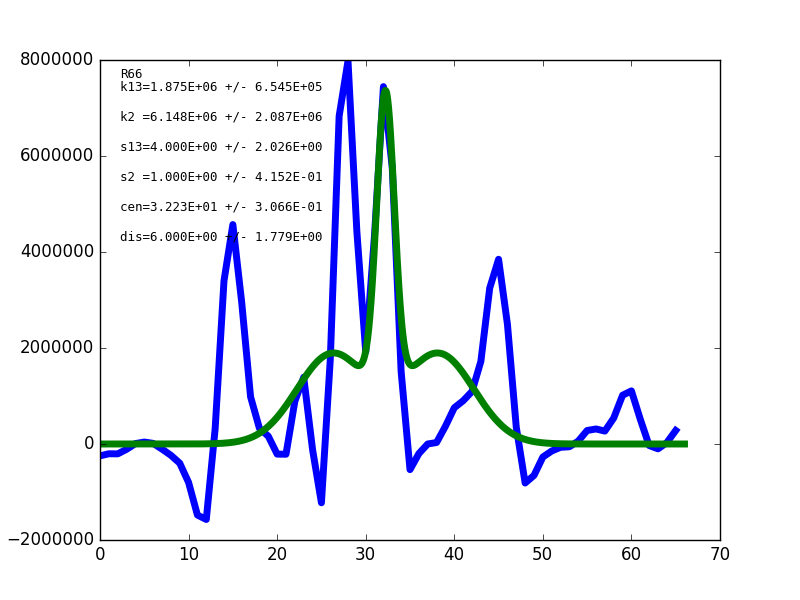 8000000
R66
k13=1.875E+06 +/- 6.545E+05
k2 =6.148E+06 +/- 2.087E+06
6000000
s13=4.000E+00 +/- 2.026E+00
s2 =1.000E+00 +/- 4.152E-01
cen=3.223E+01 +/- 3.066E-01
dis=6.000E+00 +/- 1.779E+00
4000000
2000000
0
−2000000
0 10 20 30 40 50 60 70